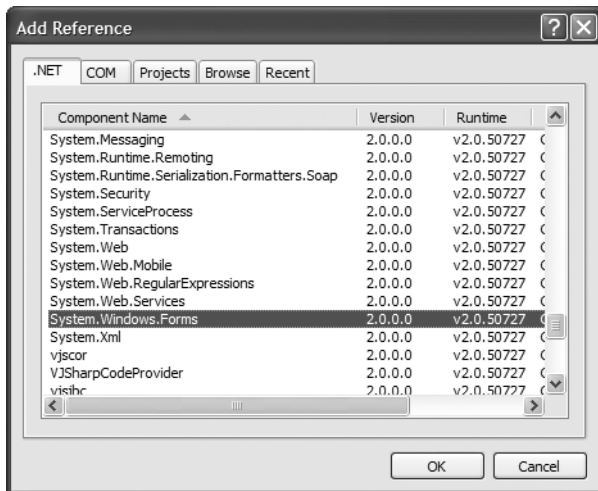 Add Reference
.NET COM Projects Browse Recent
Component Name Version Runtime
System.Messaging 2.0.0.0 v2.0.50727
System.Runtime.Remoting 2.0.0.0 v2.0.50727
System.Runtime.Serialization.Formatters.Soap 2.0.0.0 v2.0.50727
System.Security 2.0.0.0 v2.0.50727
System.ServiceProcess 2.0.0.0 v2.0.50727
System.Transactions 2.0.0.0 v2.0.50727
System.Web 2.0.0.0 v2.0.50727
System.Web.Mobile 2.0.0.0 v2.0.50727
System.Web.RegularExpressions 2.0.0.0 v2.0.50727
System.Web.Services 2.0.0.0 v2.0.50727
System.Windows.Forms 2.0.0.0 v2.0.50727
System.Xml 2.0.0.0 v2.0.50727
vjscor 2.0.0.0 v2.0.50727
VJSharpCodeProvider 2.0.0.0 v2.0.50727
vjsjbc 2.0.0.0 v2.0.50727
OK Cancel